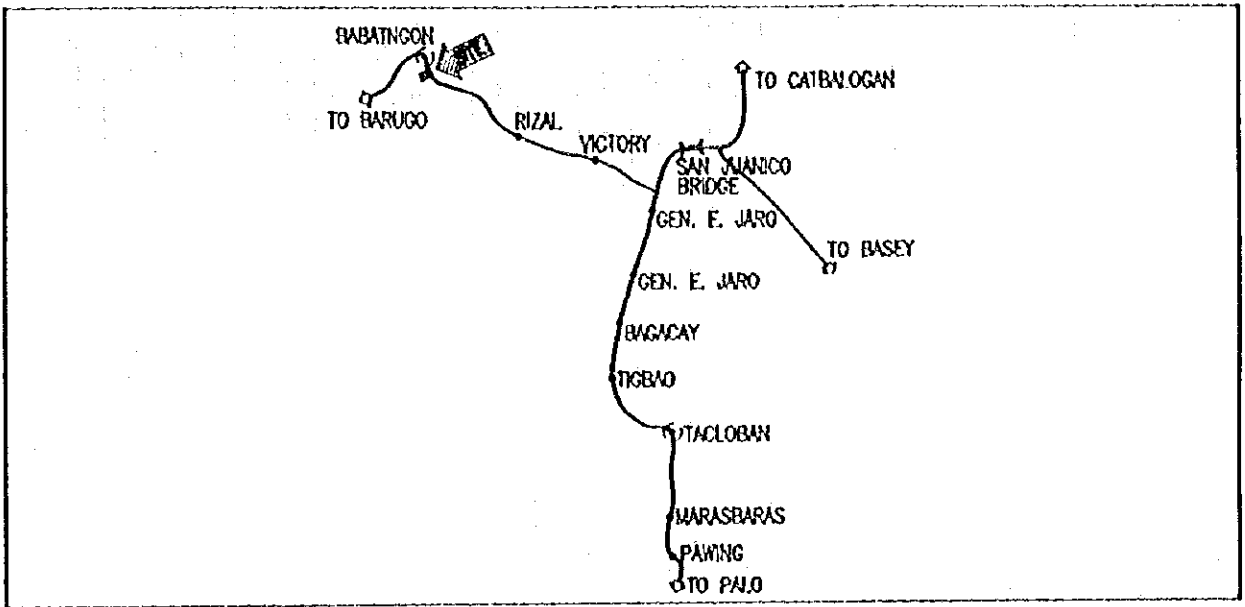 BABATNGON
SITE
TO CATBALOGAN
TO BARUGO
RIZAL
VICTORY
SAN JUANICO
BRIDGE
GEN. E. JARO
TO BASEY
GEN. E. JARO
BAGACAY
TIGBAO
TACLOBAN
MARASBARAS
PAWING
TO PALO